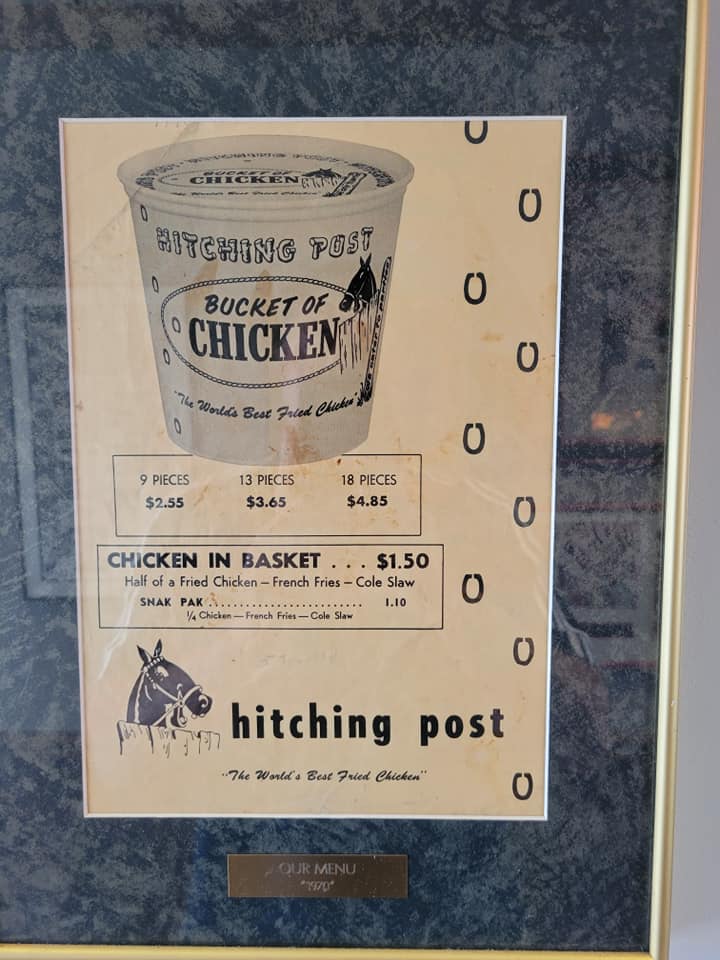 BUCKET OF
CHICKEN
HITCHING POST
BUCKET OF
CHICKEN
"The World's Best Fried Chicken"
9 PIECES 13 PIECES 18 PIECES
$2.55 $3.65 $4.85
CHICKEN IN BASKET . . . $1.50
Half of a Fried Chicken — French Fries — Cole Slaw
SNAK PAK ........................ 1.10
¼ Chicken — French Fries — Cole Slaw
hitching post
"The World's Best Fried Chicken"
OUR MENU
"1970"